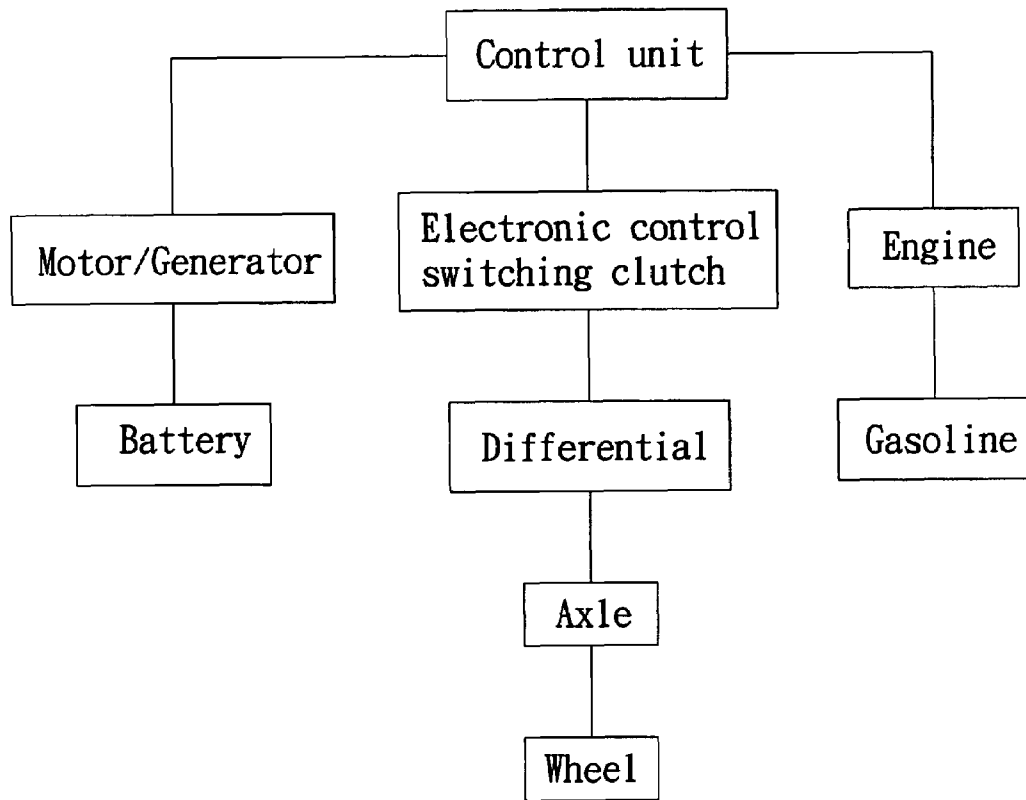 Control unit
Motor/Generator
Electronic control
switching clutch
Engine
Battery
Differential
Gasoline
Axle
Wheel